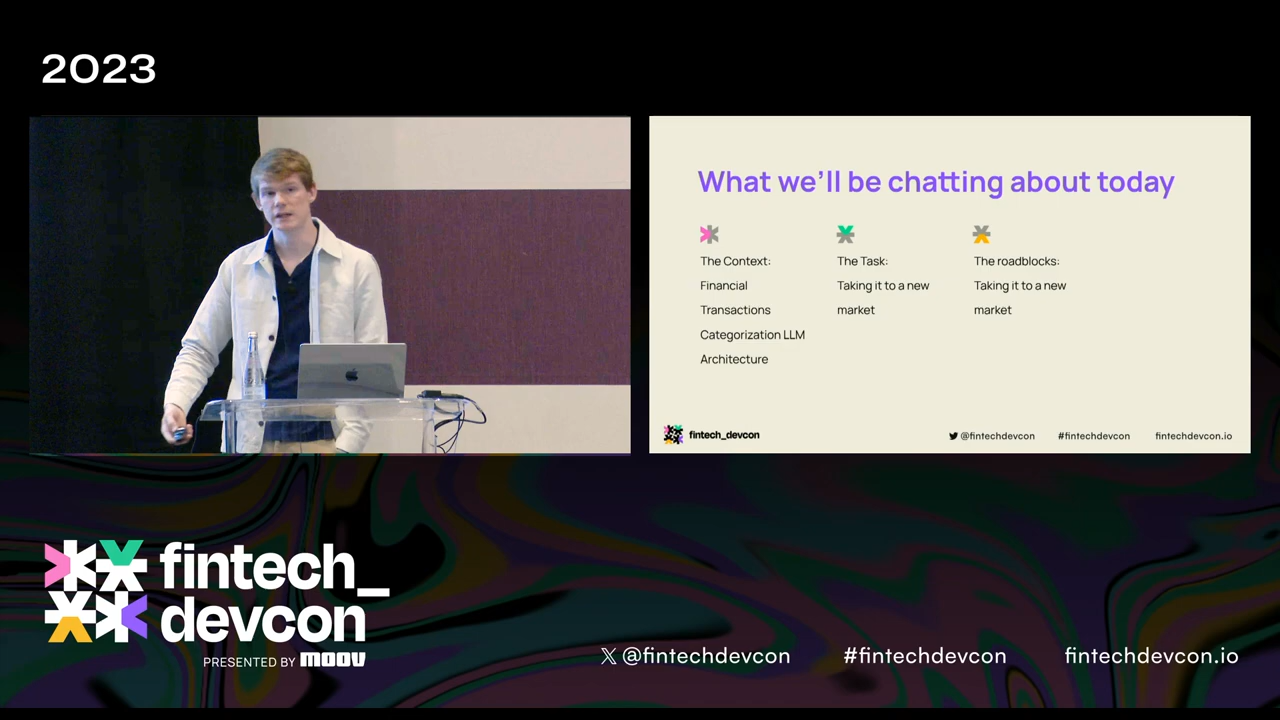 2023
What we'll be chatting about today
The Context:
Financial
Transactions
Categorization LLM
Architecture
The Task:
Taking it to a new
market
The roadblocks:
Taking it to a new
market
fintech_devcon
@fintechdevcon
#fintechdevcon
fintechdevcon.io
fintech_
devcon
PRESENTED BY moov
@fintechdevcon
#fintechdevcon
fintechdevcon.io